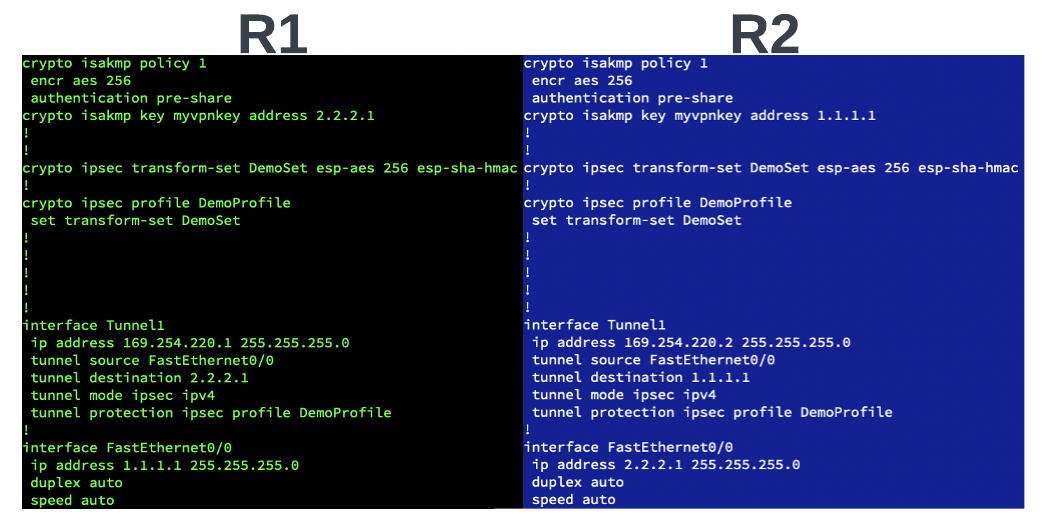 R1
crypto isakmp policy 1
 encr aes 256
 authentication pre-share
crypto isakmp key myvpnkey address 2.2.2.1
!
!
crypto ipsec transform-set DemoSet esp-aes 256 esp-sha-hmac
!
crypto ipsec profile DemoProfile
 set transform-set DemoSet
!
!
!
!
!
interface Tunnel1
 ip address 169.254.220.1 255.255.255.0
 tunnel source FastEthernet0/0
 tunnel destination 2.2.2.1
 tunnel mode ipsec ipv4
 tunnel protection ipsec profile DemoProfile
!
interface FastEthernet0/0
 ip address 1.1.1.1 255.255.255.0
 duplex auto
 speed auto
R2
crypto isakmp policy 1
 encr aes 256
 authentication pre-share
crypto isakmp key myvpnkey address 1.1.1.1
!
!
crypto ipsec transform-set DemoSet esp-aes 256 esp-sha-hmac
!
crypto ipsec profile DemoProfile
 set transform-set DemoSet
!
!
!
!
!
interface Tunnel1
 ip address 169.254.220.2 255.255.255.0
 tunnel source FastEthernet0/0
 tunnel destination 1.1.1.1
 tunnel mode ipsec ipv4
 tunnel protection ipsec profile DemoProfile
!
interface FastEthernet0/0
 ip address 2.2.2.1 255.255.255.0
 duplex auto
 speed auto